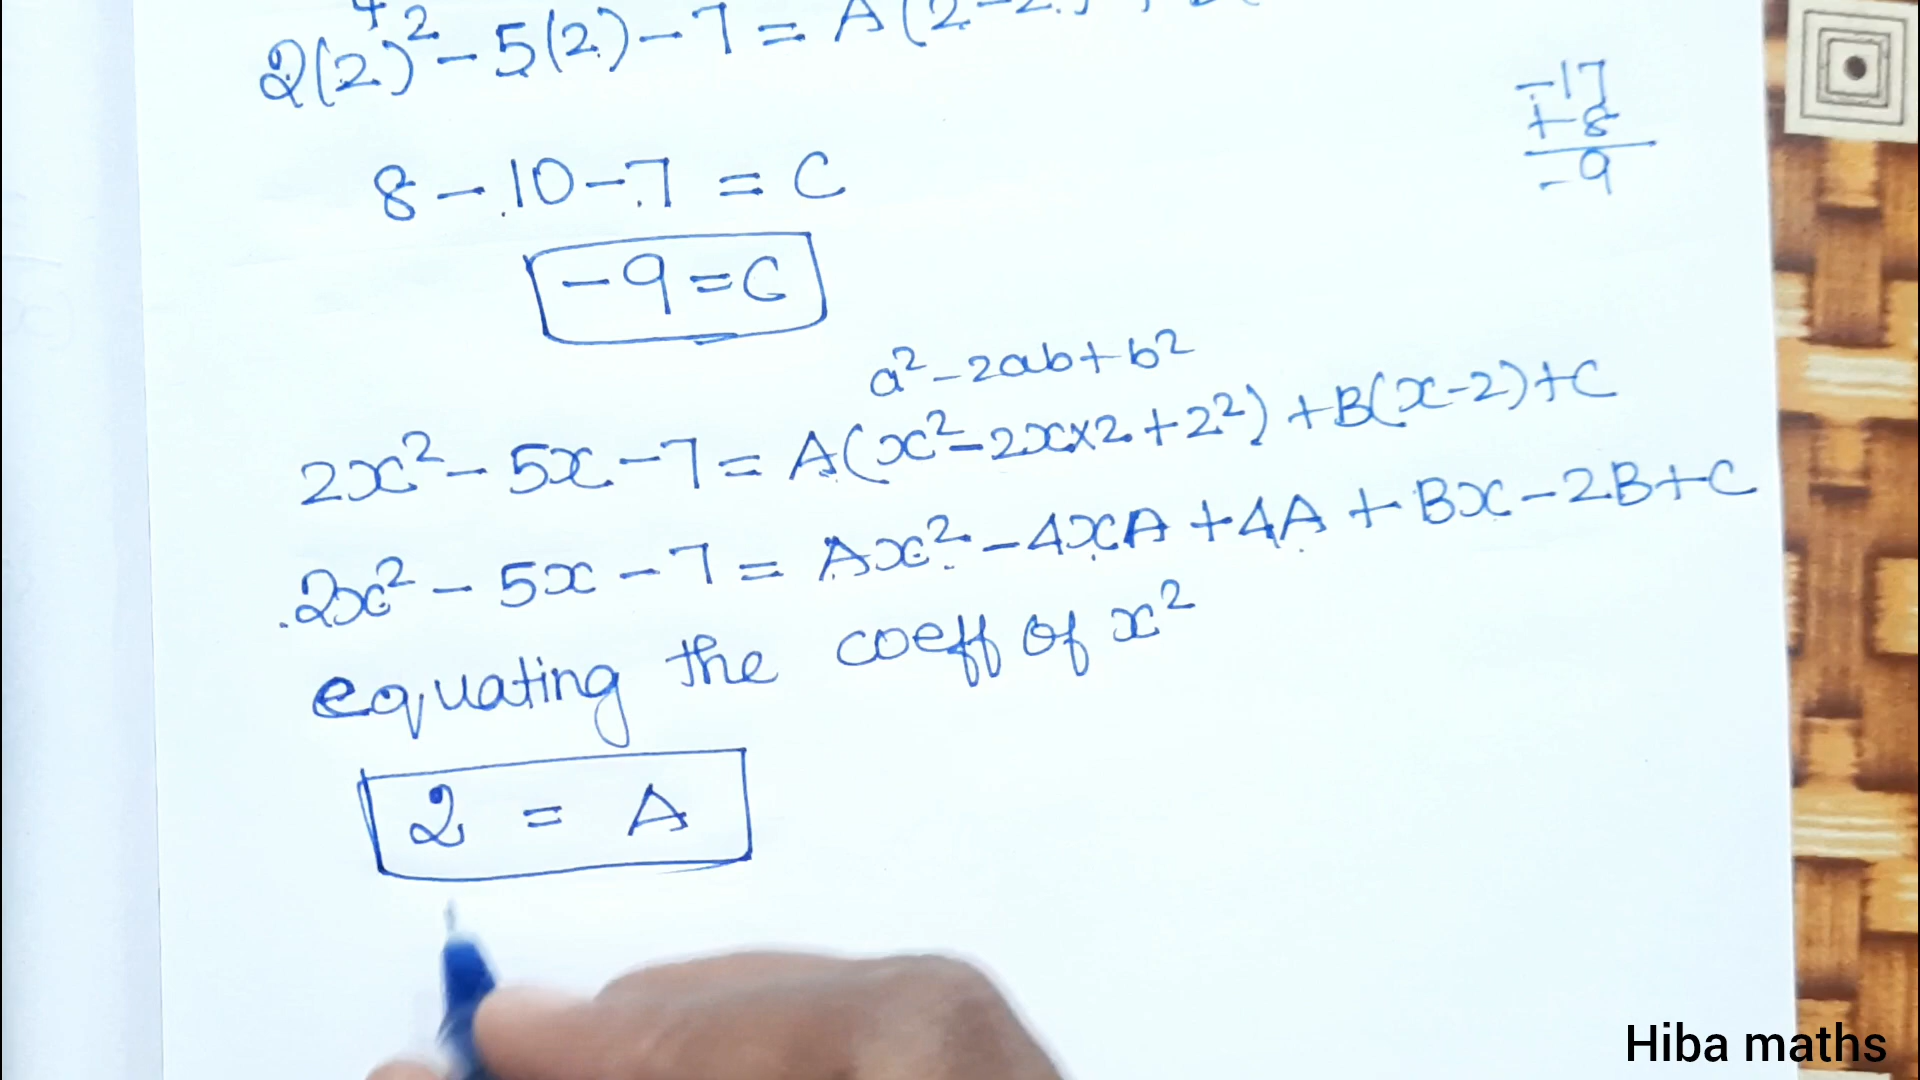 2(2)² - 5(2) - 7 = A(2-2)
8 - 10 - 7 = C
-17
+8
-9
-9 = C
a² - 2ab + b²
2x² - 5x - 7 = A(x² - 2x×2 + 2²) + B(x-2) + C
2x² - 5x - 7 = Ax² - 4xA + 4A + Bx - 2B + C
equating the coeff of x²
2 = A
Hiba maths